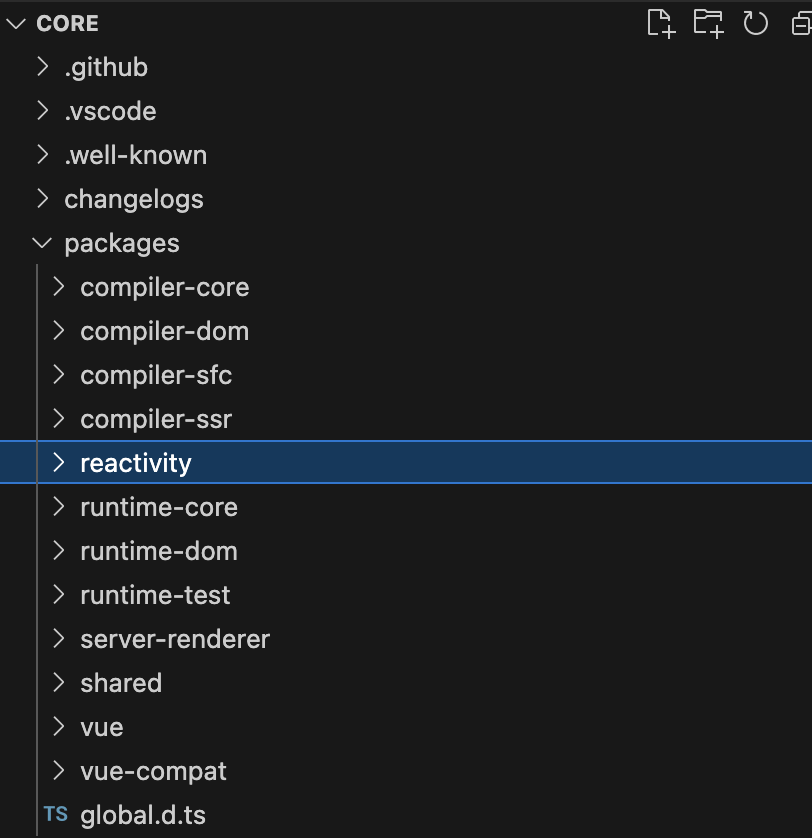 CORE
.github
.vscode
.well-known
changelogs
packages
compiler-core
compiler-dom
compiler-sfc
compiler-ssr
reactivity
runtime-core
runtime-dom
runtime-test
server-renderer
shared
vue
vue-compat
TS global.d.ts